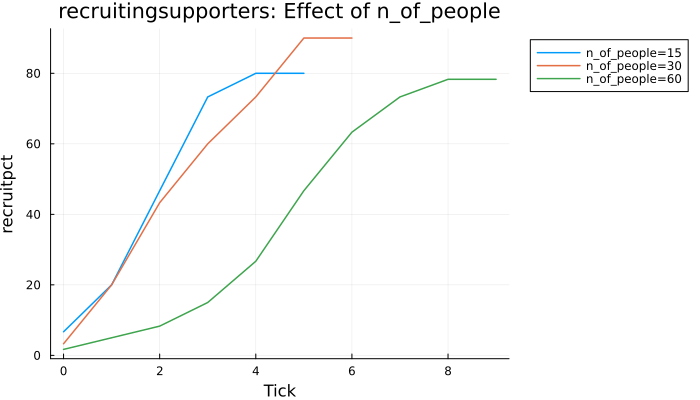 recruitingsupporters: Effect of n_of_people
n_of_people=15
n_of_people=30
n_of_people=60
recruitpct
80
60
40
20
0
0 2 4 6 8
Tick